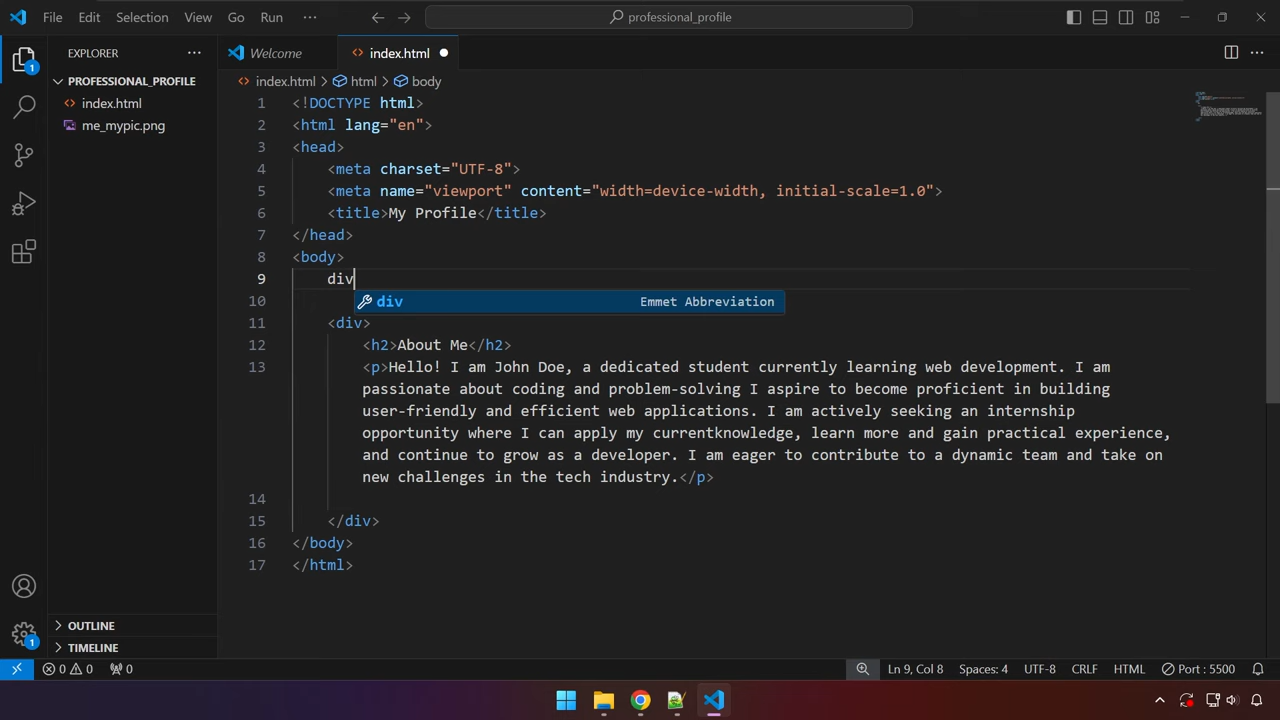 File Edit Selection View Go Run ··· professional_profile
EXPLORER ···
PROFESSIONAL_PROFILE
index.html
me_mypic.png
OUTLINE
TIMELINE
1
1
Welcome index.html
index.html > html > body
1 <!DOCTYPE html>
2 <html lang="en">
3 <head>
4 <meta charset="UTF-8">
5 <meta name="viewport" content="width=device-width, initial-scale=1.0">
6 <title>My Profile</title>
7 </head>
8 <body>
9 div
10 div Emmet Abbreviation
11 <div>
12 <h2>About Me</h2>
13 <p>Hello! I am John Doe, a dedicated student currently learning web development. I am
passionate about coding and problem-solving I aspire to become proficient in building
user-friendly and efficient web applications. I am actively seeking an internship
opportunity where I can apply my currentknowledge, learn more and gain practical experience,
and continue to grow as a developer. I am eager to contribute to a dynamic team and take on
new challenges in the tech industry.</p>
14
15 </div>
16 </body>
17 </html>
0 0 0 Ln 9, Col 8 Spaces: 4 UTF-8 CRLF HTML Port : 5500